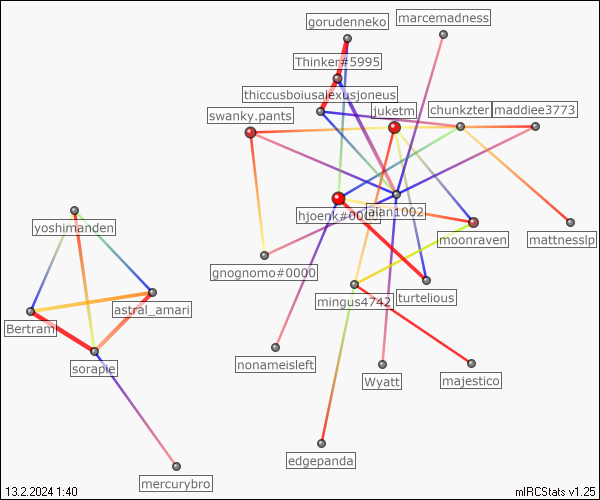 gorudenneko
marcemadness
Thinker#5995
thiccusboiusalexusjoneus
swanky.pants
juketm
chunkzter
maddiee3773
yoshimanden
hjoenk#000
alan1002
moonraven
mattnesslp
gnognomo#0000
mingus4742
turtelious
astral_amari
Bertram
sorapie
nonameisleft
Wyatt
majestico
edgepanda
mercurybro
13.2.2024 1:40
mIRCStats v1.25